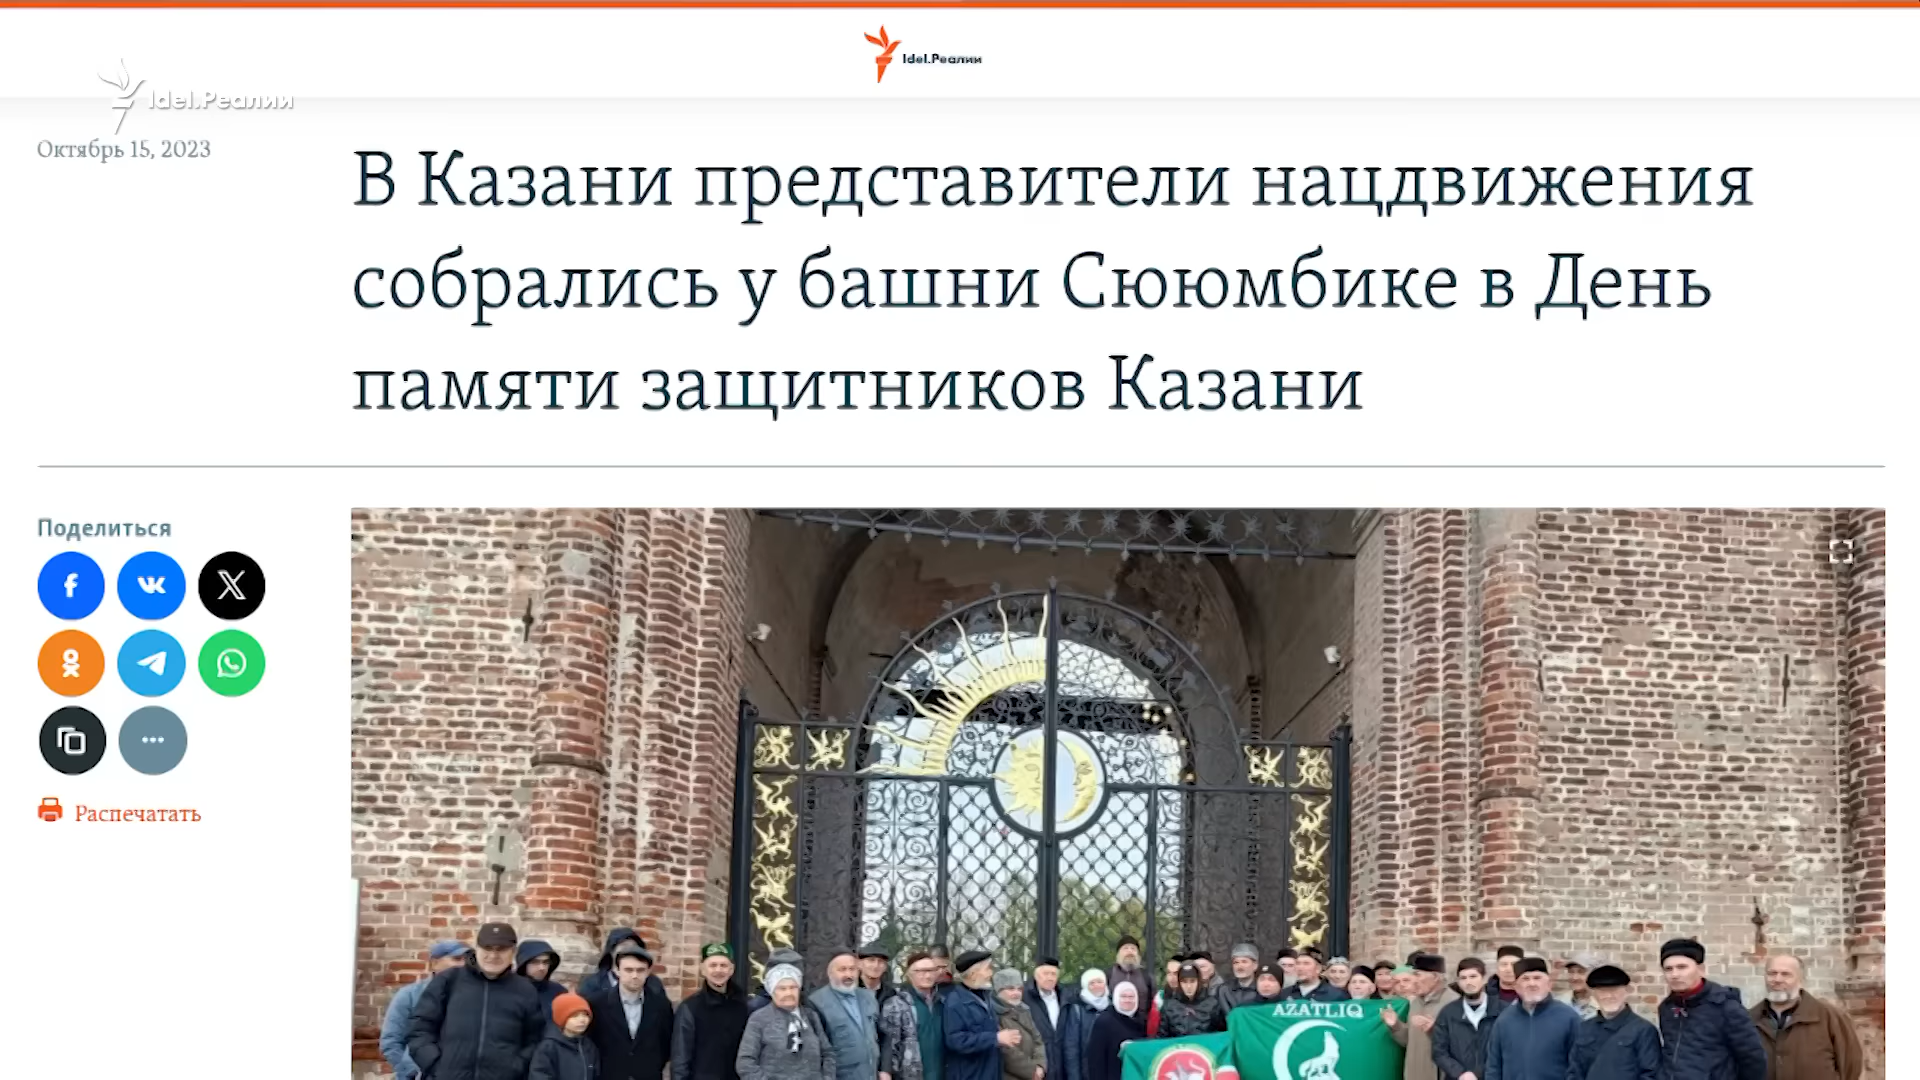 Idel.Реалии
Idel.Реалии
Октябрь 15, 2023
В Казани представители нацдвижения
собрались у башни Сююмбике в День
памяти защитников Казани
Поделиться
Распечатать
AZATLIQ